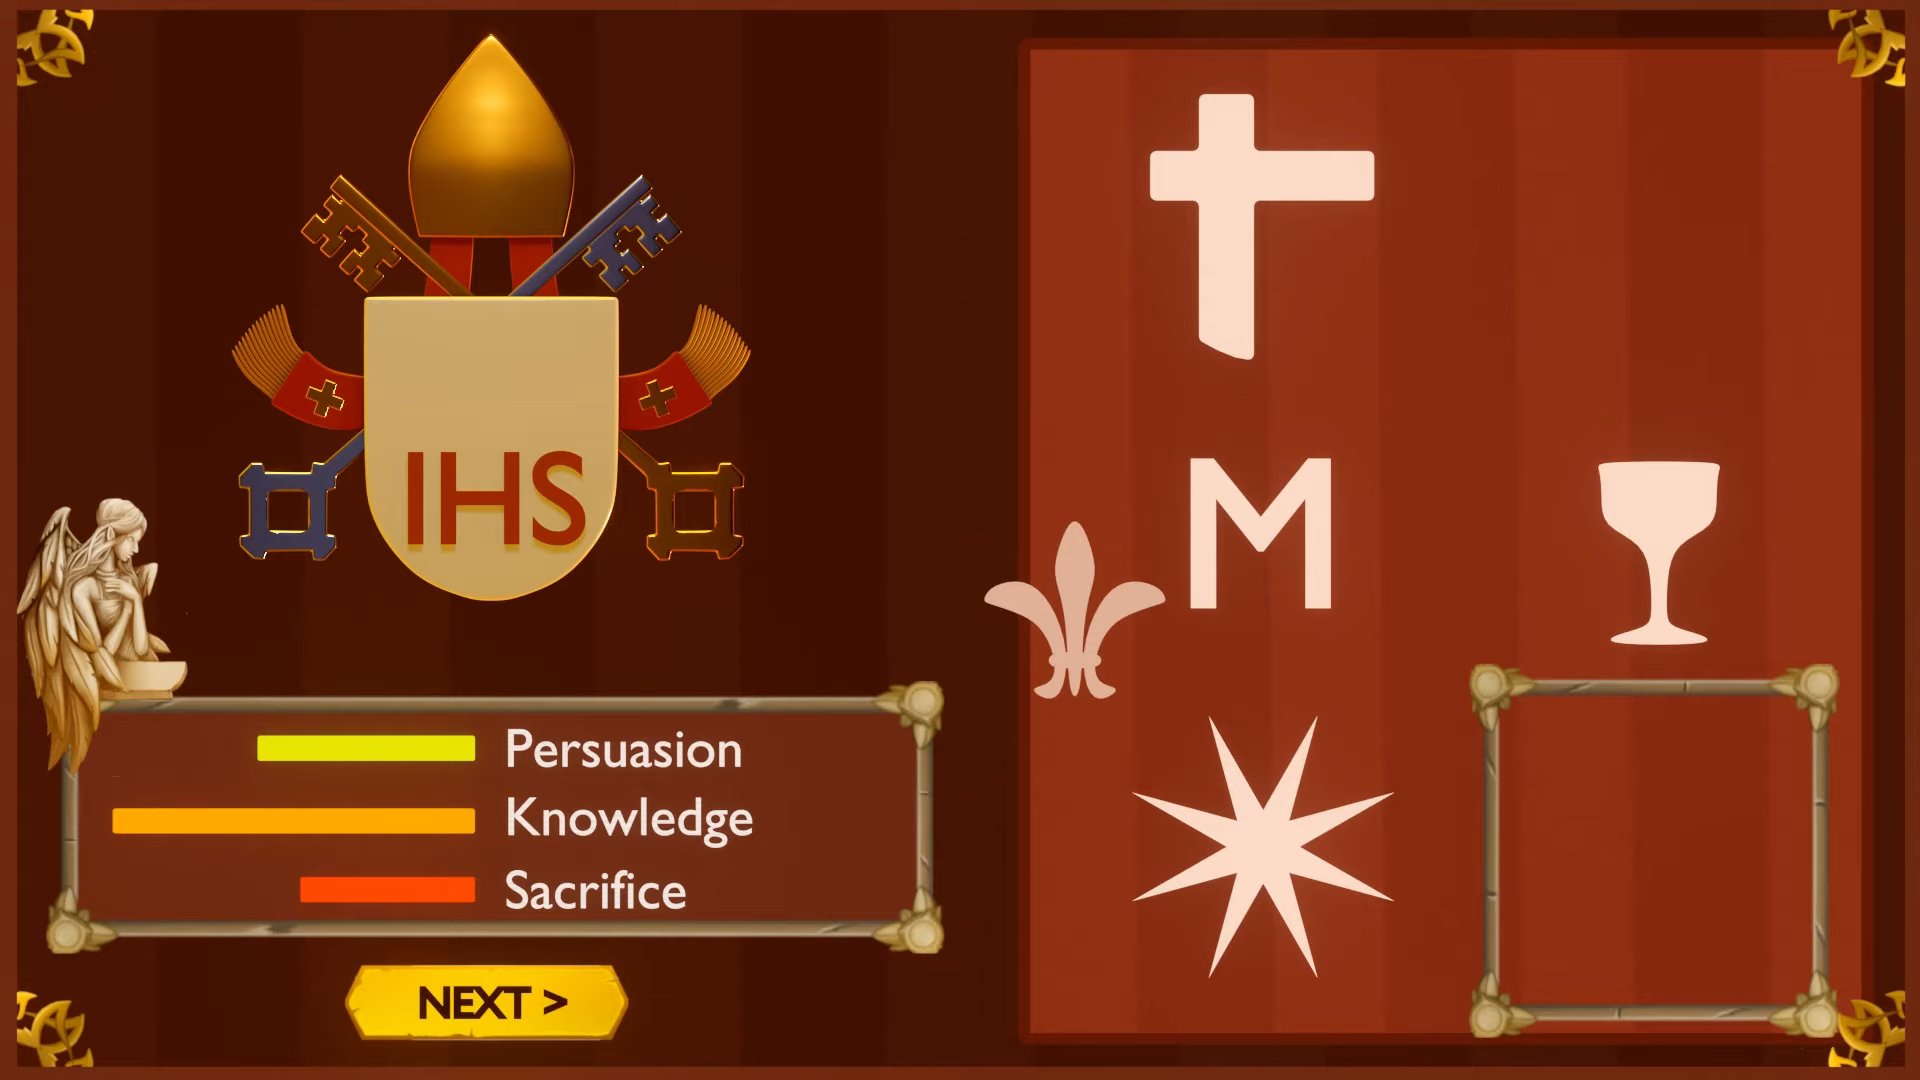 IHS
Persuasion
Knowledge
Sacrifice
NEXT >
M